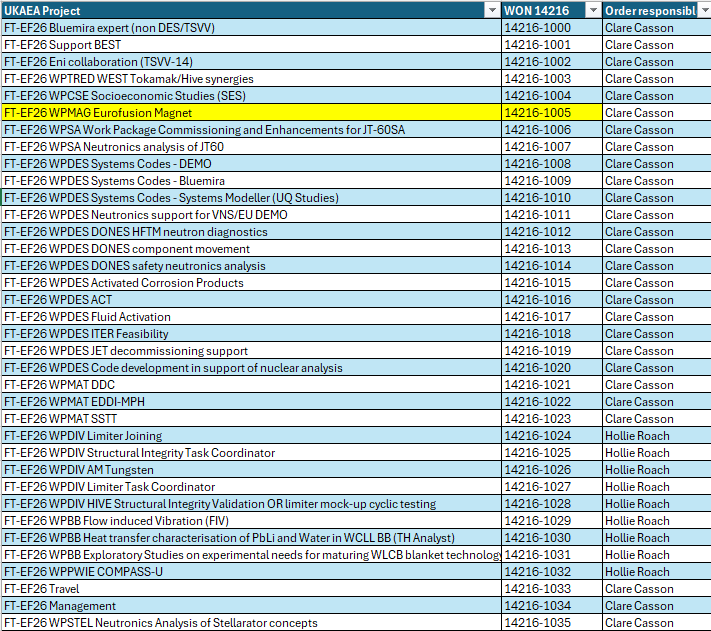 UKAEA Project WON 14216 Order responsibl
FT-EF26 Bluemira expert (non DES/TSVV) 14216-1000 Clare Casson
FT-EF26 Support BEST 14216-1001 Clare Casson
FT-EF26 Eni collaboration (TSVV-14) 14216-1002 Clare Casson
FT-EF26 WPTRED WEST Tokamak/Hive synergies 14216-1003 Clare Casson
FT-EF26 WPCSE Socioeconomic Studies (SES) 14216-1004 Clare Casson
FT-EF26 WPMAG Eurofusion Magnet 14216-1005 Clare Casson
FT-EF26 WPSA Work Package Commissioning and Enhancements for JT-60SA 14216-1006 Clare Casson
FT-EF26 WPSA Neutronics analysis of JT60 14216-1007 Clare Casson
FT-EF26 WPDES Systems Codes - DEMO 14216-1008 Clare Casson
FT-EF26 WPDES Systems Codes - Bluemira 14216-1009 Clare Casson
FT-EF26 WPDES Systems Codes - Systems Modeller (UQ Studies) 14216-1010 Clare Casson
FT-EF26 WPDES Neutronics support for VNS/EU DEMO 14216-1011 Clare Casson
FT-EF26 WPDES DONES HFTM neutron diagnostics 14216-1012 Clare Casson
FT-EF26 WPDES DONES component movement 14216-1013 Clare Casson
FT-EF26 WPDES DONES safety neutronics analysis 14216-1014 Clare Casson
FT-EF26 WPDES Activated Corrosion Products 14216-1015 Clare Casson
FT-EF26 WPDES ACT 14216-1016 Clare Casson
FT-EF26 WPDES Fluid Activation 14216-1017 Clare Casson
FT-EF26 WPDES ITER Feasibility 14216-1018 Clare Casson
FT-EF26 WPDES JET decommissioning support 14216-1019 Clare Casson
FT-EF26 WPDES Code development in support of nuclear analysis 14216-1020 Clare Casson
FT-EF26 WPMAT DDC 14216-1021 Clare Casson
FT-EF26 WPMAT EDDI-MPH 14216-1022 Clare Casson
FT-EF26 WPMAT SSTT 14216-1023 Clare Casson
FT-EF26 WPDIV Limiter Joining 14216-1024 Hollie Roach
FT-EF26 WPDIV Structural Integrity Task Coordinator 14216-1025 Hollie Roach
FT-EF26 WPDIV AM Tungsten 14216-1026 Hollie Roach
FT-EF26 WPDIV Limiter Task Coordinator 14216-1027 Hollie Roach
FT-EF26 WPDIV HIVE Structural Integrity Validation OR limiter mock-up cyclic testing 14216-1028 Hollie Roach
FT-EF26 WPBB Flow induced Vibration (FIV) 14216-1029 Hollie Roach
FT-EF26 WPBB Heat transfer characterisation of PbLi and Water in WCLL BB (TH Analyst) 14216-1030 Hollie Roach
FT-EF26 WPBB Exploratory Studies on experimental needs for maturing WLCB blanket technology 14216-1031 Hollie Roach
FT-EF26 WPPWIE COMPASS-U 14216-1032 Hollie Roach
FT-EF26 Travel 14216-1033 Clare Casson
FT-EF26 Management 14216-1034 Clare Casson
FT-EF26 WPSTEL Neutronics Analysis of Stellarator concepts 14216-1035 Clare Casson